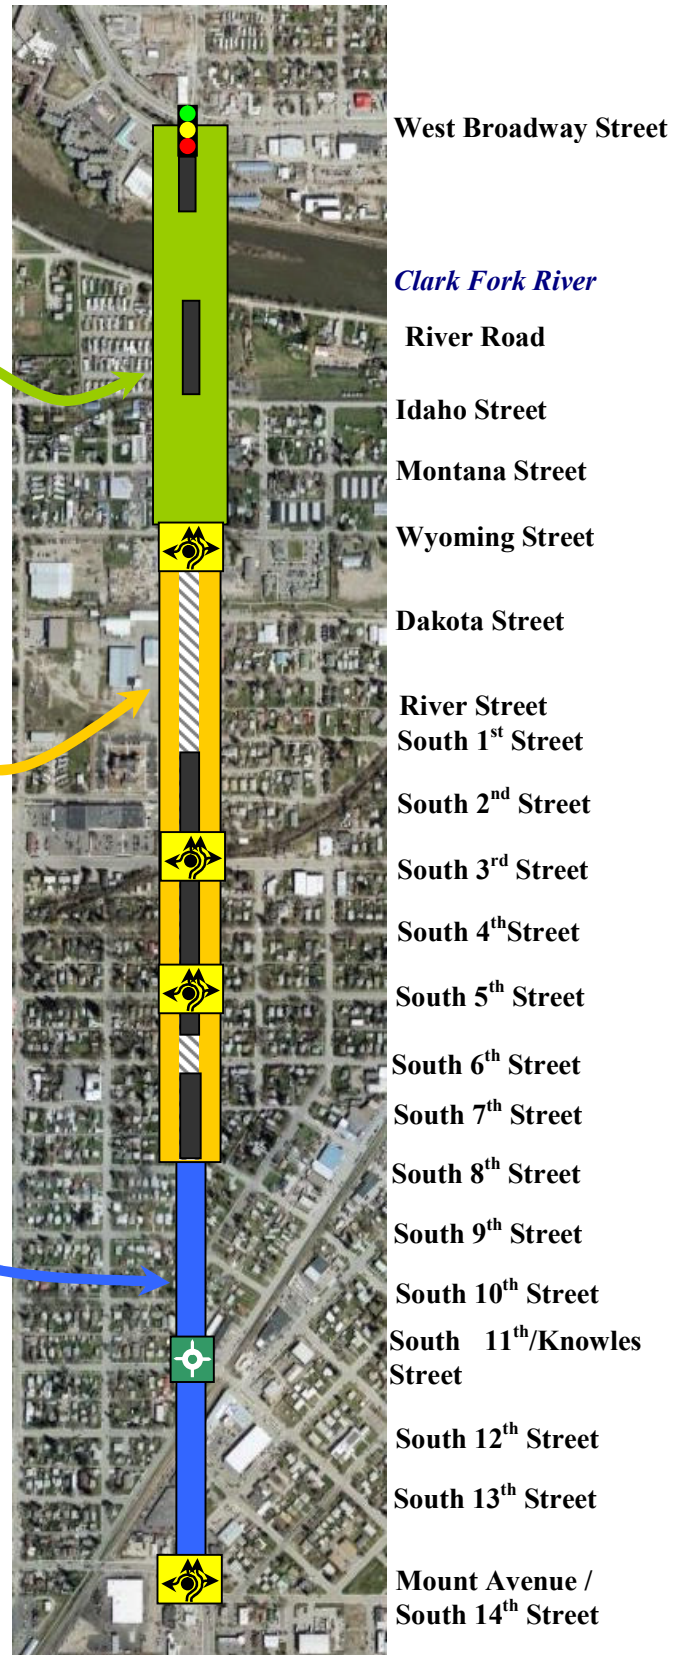 West Broadway Street
Clark Fork River
River Road
Idaho Street
Montana Street
Wyoming Street
Dakota Street
River Street
South 1st Street
South 2nd Street
South 3rd Street
South 4thStreet
South 5th Street
South 6th Street
South 7th Street
South 8th Street
South 9th Street
South 10th Street
South 11th/Knowles
Street
South 12th Street
South 13th Street
Mount Avenue /
South 14th Street